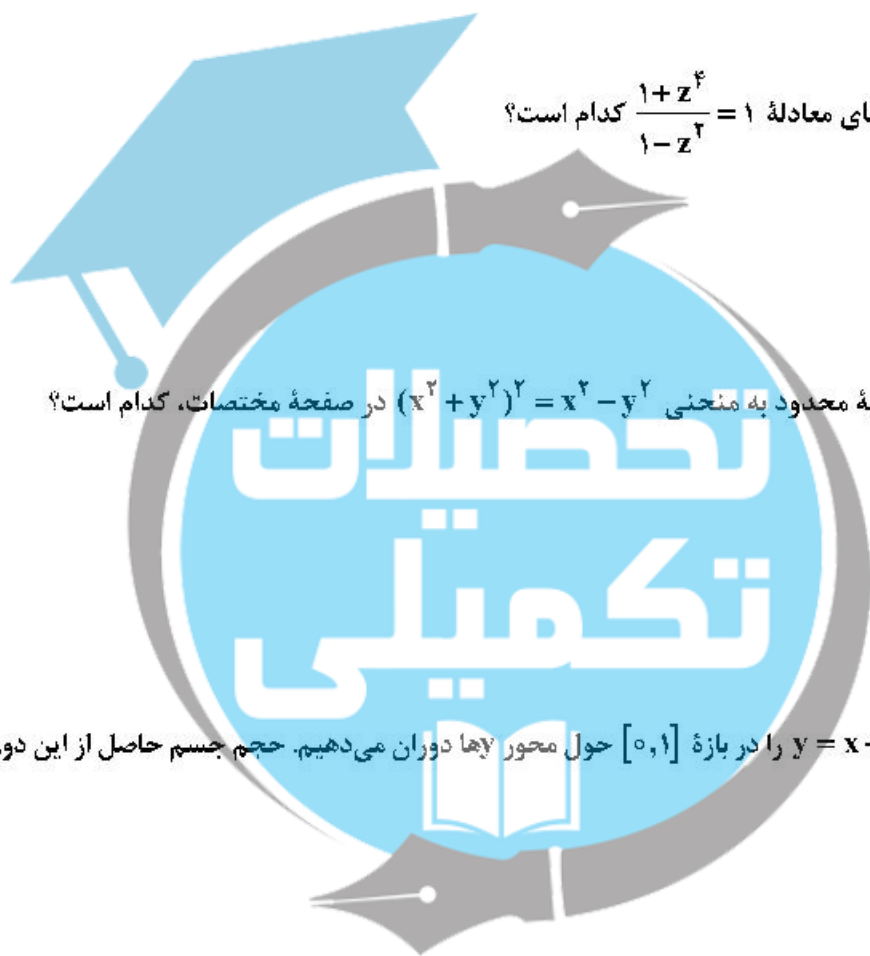 ای معادلهٔ ۱ = (۱+z^۴)/(۱−z^۲) کدام است؟
هٔ محدود به منحنی (x^۲ + y^۲)^۲ = x^۲ − y^۲ در صفحهٔ مختصات، کدام است؟
تحصیلات
تکمیلی
y = x را در بازهٔ [۰,۱] حول محور yها دوران می‌دهیم. حجم جسم حاصل از این دور